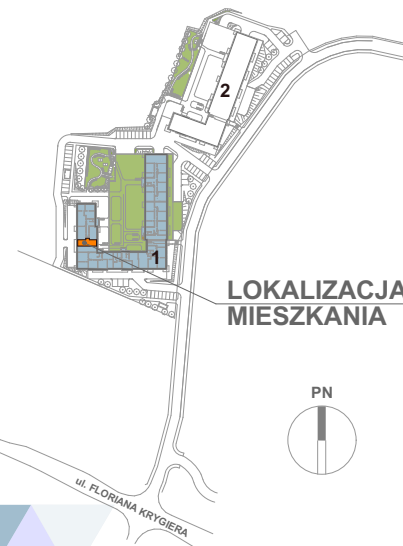 2
1
LOKALIZACJA
MIESZKANIA
PN
ul. FLORIANA KRYGIERA